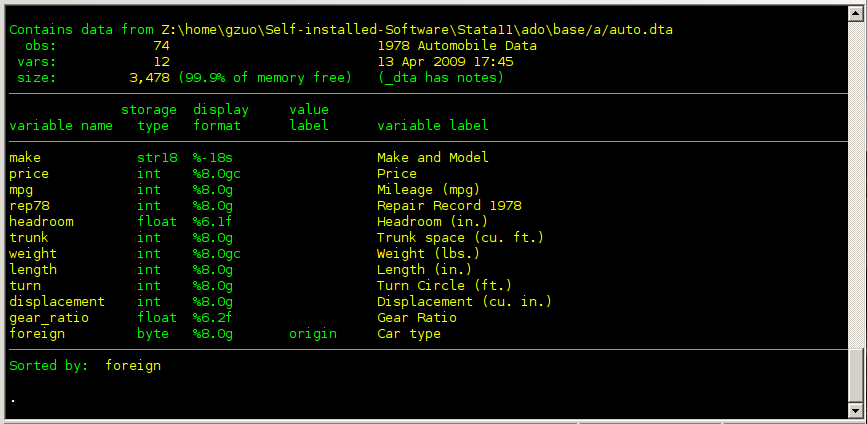 Contains data from Z:\home\gzuo\Self-installed-Software\Stata11\ado\base/a/auto.dta
  obs:            74                          1978 Automobile Data
 vars:            12                          13 Apr 2009 17:45
 size:         3,478 (99.9% of memory free)   (_dta has notes)
              storage  display     value
variable name   type   format      label      variable label
make            str18  %-18s                  Make and Model
price           int    %8.0gc                 Price
mpg             int    %8.0g                  Mileage (mpg)
rep78           int    %8.0g                  Repair Record 1978
headroom        float  %6.1f                  Headroom (in.)
trunk           int    %8.0g                  Trunk space (cu. ft.)
weight          int    %8.0gc                 Weight (lbs.)
length          int    %8.0g                  Length (in.)
turn            int    %8.0g                  Turn Circle (ft.)
displacement    int    %8.0g                  Displacement (cu. in.)
gear_ratio      float  %6.2f                  Gear Ratio
foreign         byte   %8.0g       origin     Car type
Sorted by:  foreign
.